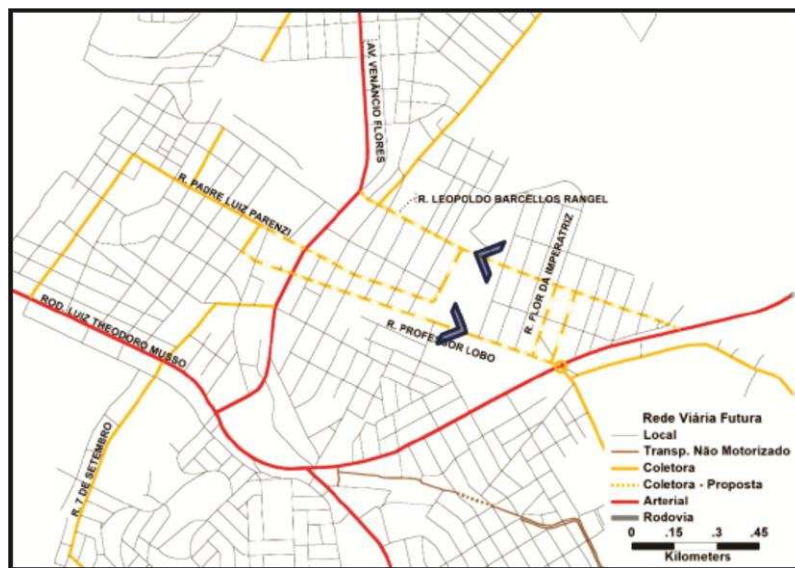 AV. VENÂNCIO FLORES
R. PADRE LUIZ PARENZI
R. LEOPOLDO BARCELLOS RANGEL
R. FLOR DA IMPERATRIZ
ROD. LUIZ THEODORO MUSSO
R. PROFESSOR LOBO
R. 7 DE SETEMBRO
Rede Viária Futura
Local
Transp. Não Motorizado
Coletora
Coletora - Proposta
Arterial
Rodovia
0 .15 .3 .45
Kilometers